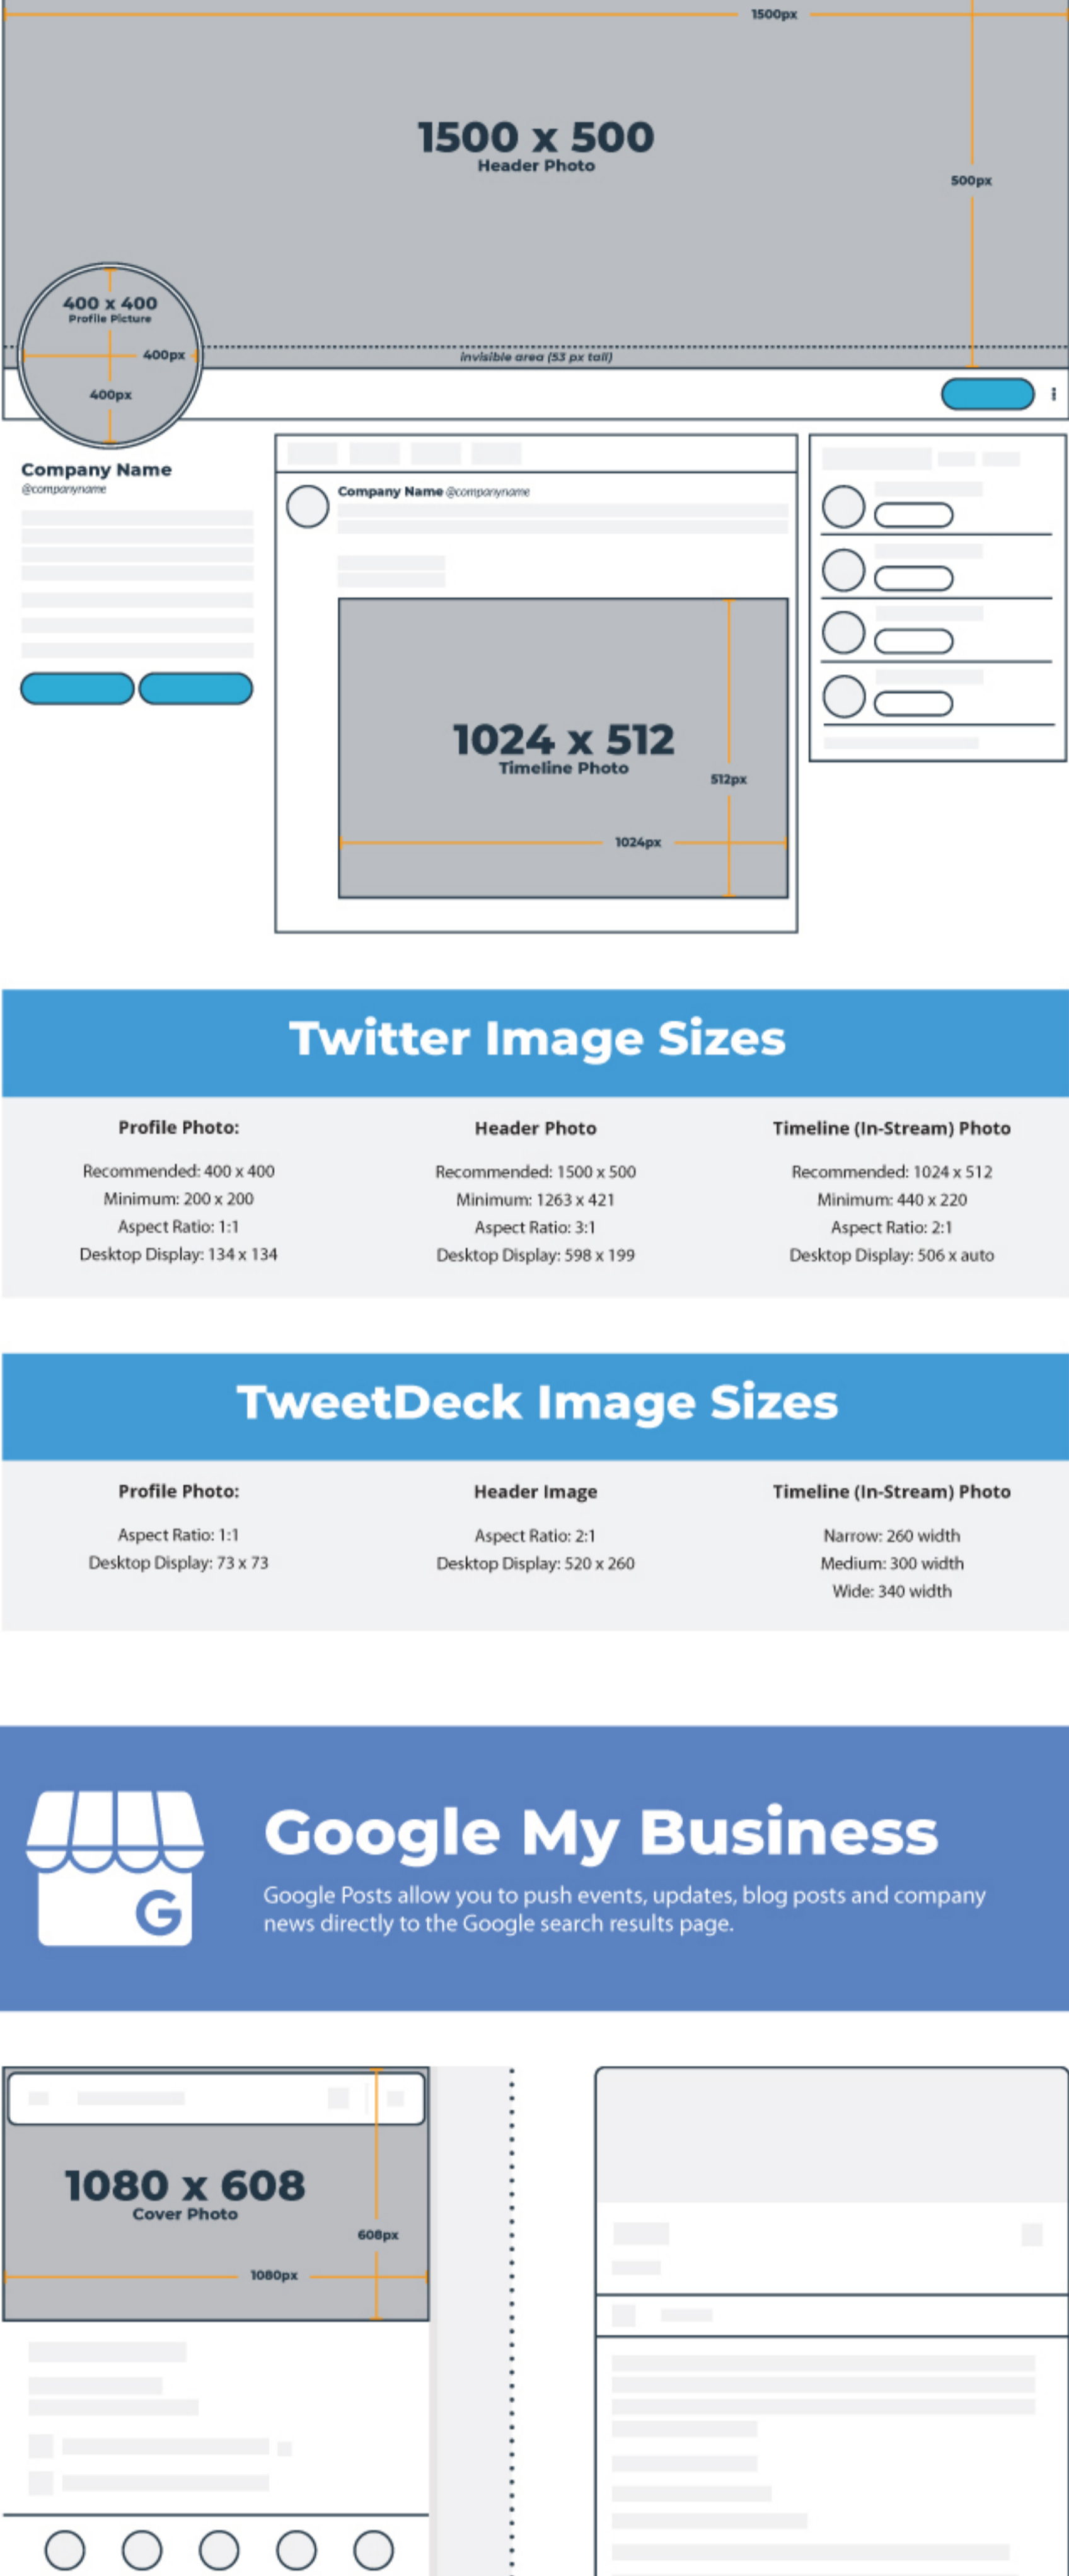 1500px
1500 x 500
Header Photo
500px
400 x 400
Profile Picture
400px
400px
invisible area (53 px tall)
Company Name
@companyname
Company Name @companyname
1024 x 512
Timeline Photo
512px
1024px
Twitter Image Sizes
Profile Photo:
Recommended: 400 x 400
Minimum: 200 x 200
Aspect Ratio: 1:1
Desktop Display: 134 x 134
Header Photo
Recommended: 1500 x 500
Minimum: 1263 x 421
Aspect Ratio: 3:1
Desktop Display: 598 x 199
Timeline (In-Stream) Photo
Recommended: 1024 x 512
Minimum: 440 x 220
Aspect Ratio: 2:1
Desktop Display: 506 x auto
TweetDeck Image Sizes
Profile Photo:
Aspect Ratio: 1:1
Desktop Display: 73 x 73
Header Image
Aspect Ratio: 2:1
Desktop Display: 520 x 260
Timeline (In-Stream) Photo
Narrow: 260 width
Medium: 300 width
Wide: 340 width
G
Google My Business
Google Posts allow you to push events, updates, blog posts and company
news directly to the Google search results page.
1080 x 608
Cover Photo
608px
1080px